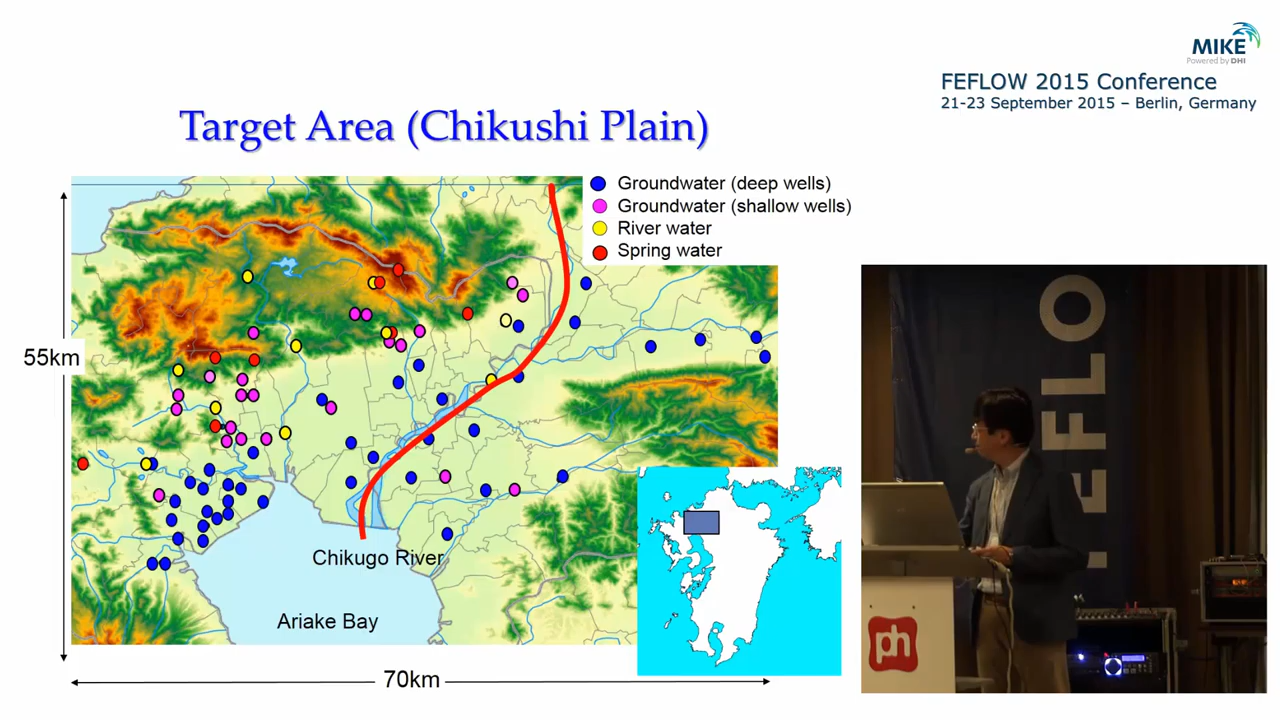 MIKE
Powered by DHI
FEFLOW 2015 Conference
21-23 September 2015 – Berlin, Germany
Target Area (Chikushi Plain)
Groundwater (deep wells)
Groundwater (shallow wells)
River water
Spring water
55km
Chikugo River
Ariake Bay
70km
FEFLO
ph